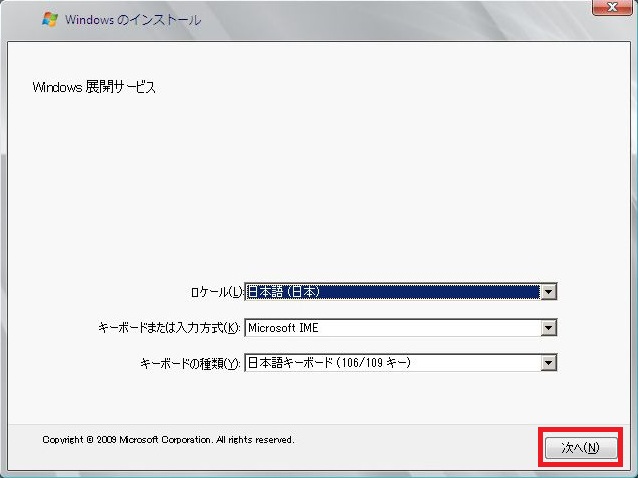 Windows のインストール
Windows 展開サービス
ロケール(L): 日本語 (日本)
キーボードまたは入力方式(K): Microsoft IME
キーボードの種類(Y): 日本語キーボード (106/109 キー)
Copyright © 2009 Microsoft Corporation. All rights reserved.
次へ(N)